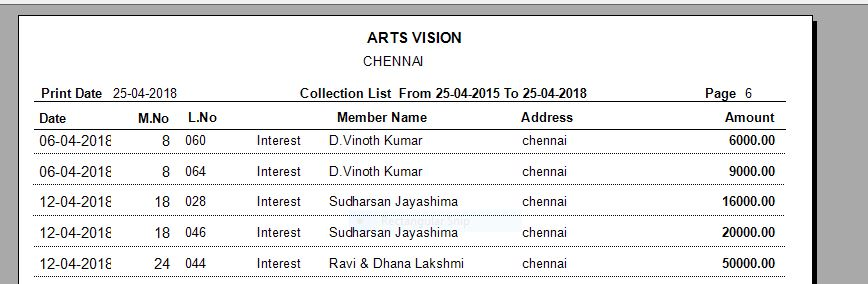 ARTS VISION
CHENNAI
Print Date 25-04-2018 Collection List From 25-04-2015 To 25-04-2018 Page 6
Date M.No L.No Member Name Address Amount
06-04-2018 8 060 Interest D.Vinoth Kumar chennai 6000.00
06-04-2018 8 064 Interest D.Vinoth Kumar chennai 9000.00
12-04-2018 18 028 Interest Sudharsan Jayashima chennai 16000.00
Rectangular Snip
12-04-2018 18 046 Interest Sudharsan Jayashima chennai 20000.00
12-04-2018 24 044 Interest Ravi & Dhana Lakshmi chennai 50000.00